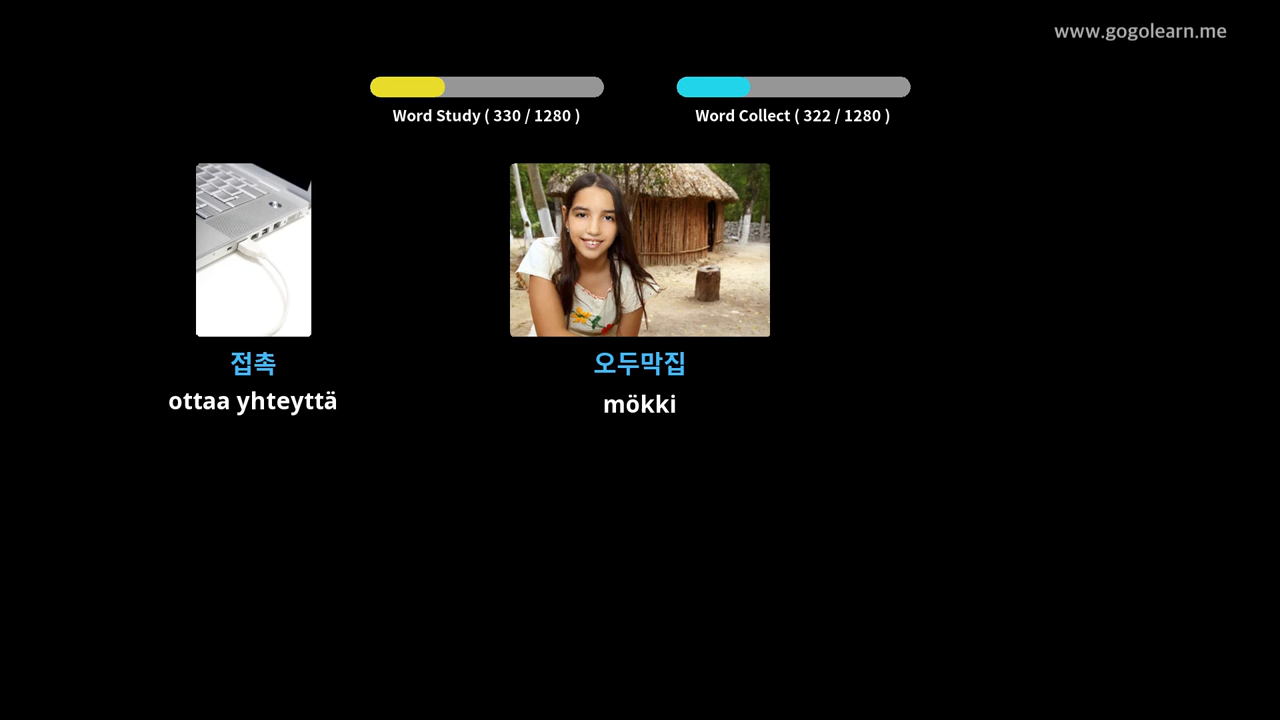 www.gogolearn.me
Word Study ( 330 / 1280 )
Word Collect ( 322 / 1280 )
접촉
ottaa yhteyttä
오두막집
mökki